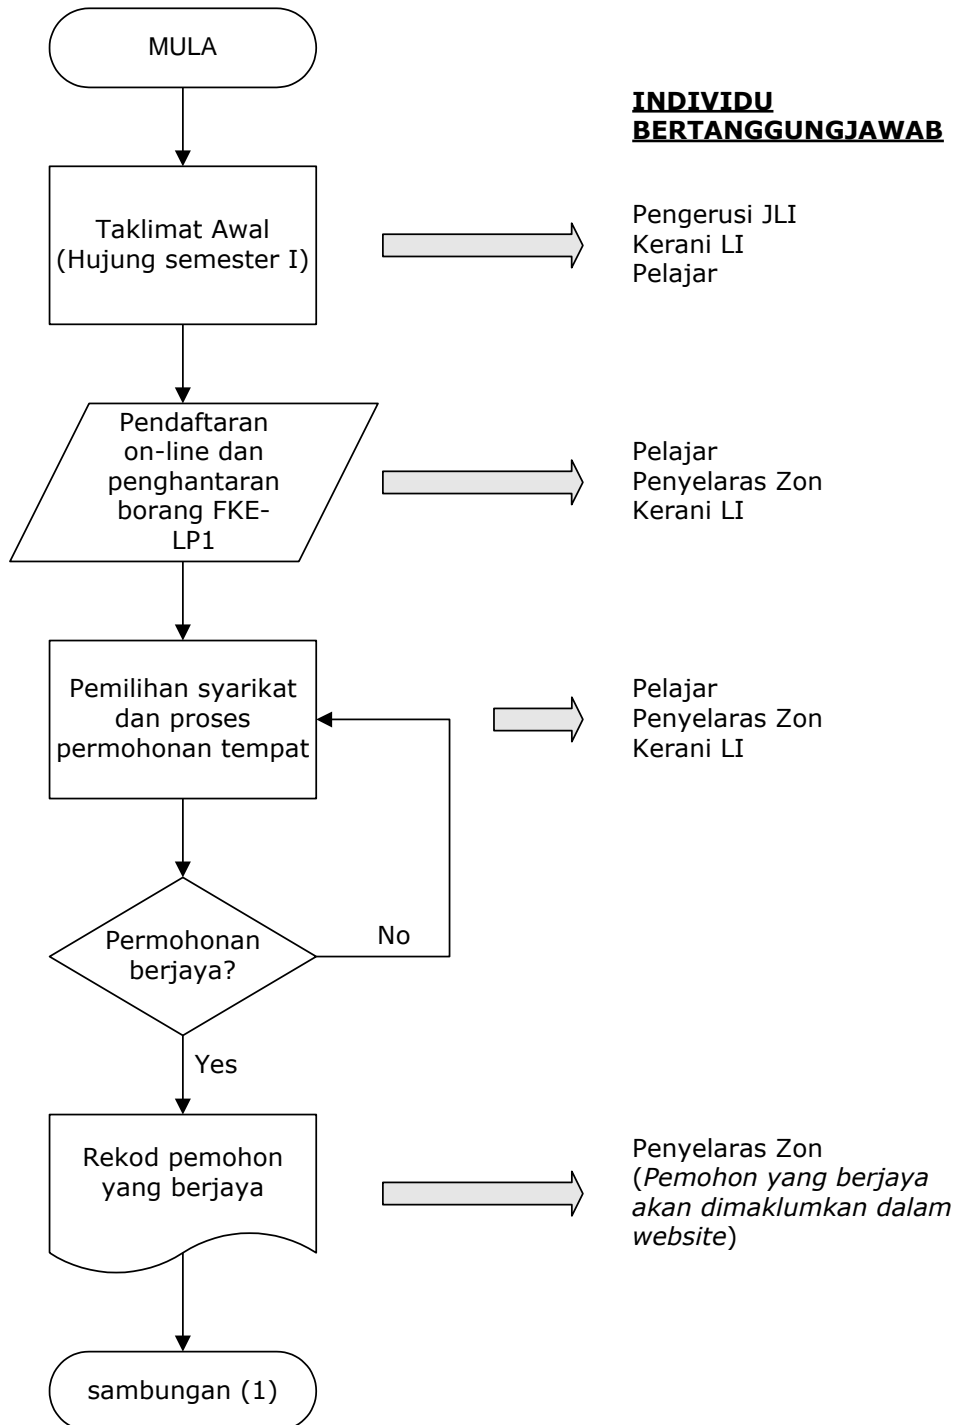 MULA
INDIVIDU
BERTANGGUNGJAWAB
Taklimat Awal
(Hujung semester I)
Pengerusi JLI
Kerani LI
Pelajar
Pendaftaran
on-line dan
penghantaran
borang FKE-
LP1
Pelajar
Penyelaras Zon
Kerani LI
Pemilihan syarikat
dan proses
permohonan tempat
Pelajar
Penyelaras Zon
Kerani LI
Permohonan
berjaya?
No
Yes
Rekod pemohon
yang berjaya
Penyelaras Zon
(Pemohon yang berjaya
akan dimaklumkan dalam
website)
sambungan (1)